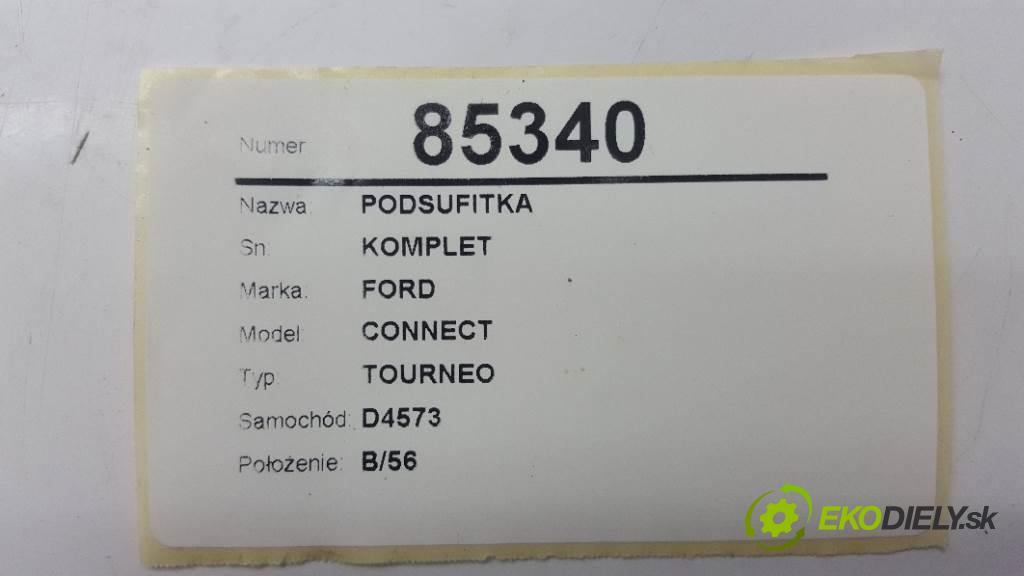 Numer 85340
Nazwa: PODSUFITKA
Sn: KOMPLET
Marka: FORD
Model: CONNECT
Typ: TOURNEO
Samochód: D4573
Położenie: B/56
EKODIELY.sk